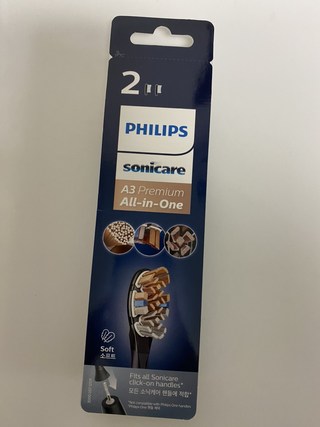 2
PHILIPS
sonicare
A3 Premium
All-in-One
Soft
소프트
Fits all Sonicare
click-on handles*
모든 소닉케어 핸들에 적합*